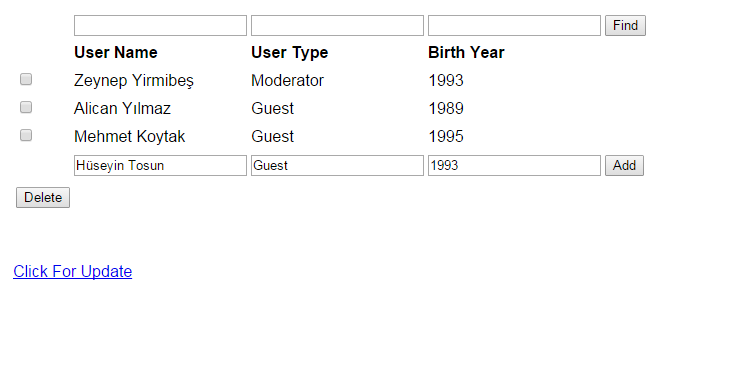 Find
User Name User Type Birth Year
Zeynep Yirmibeş Moderator 1993
Alican Yılmaz Guest 1989
Mehmet Koytak Guest 1995
Hüseyin Tosun Guest 1993 Add
Delete
Click For Update